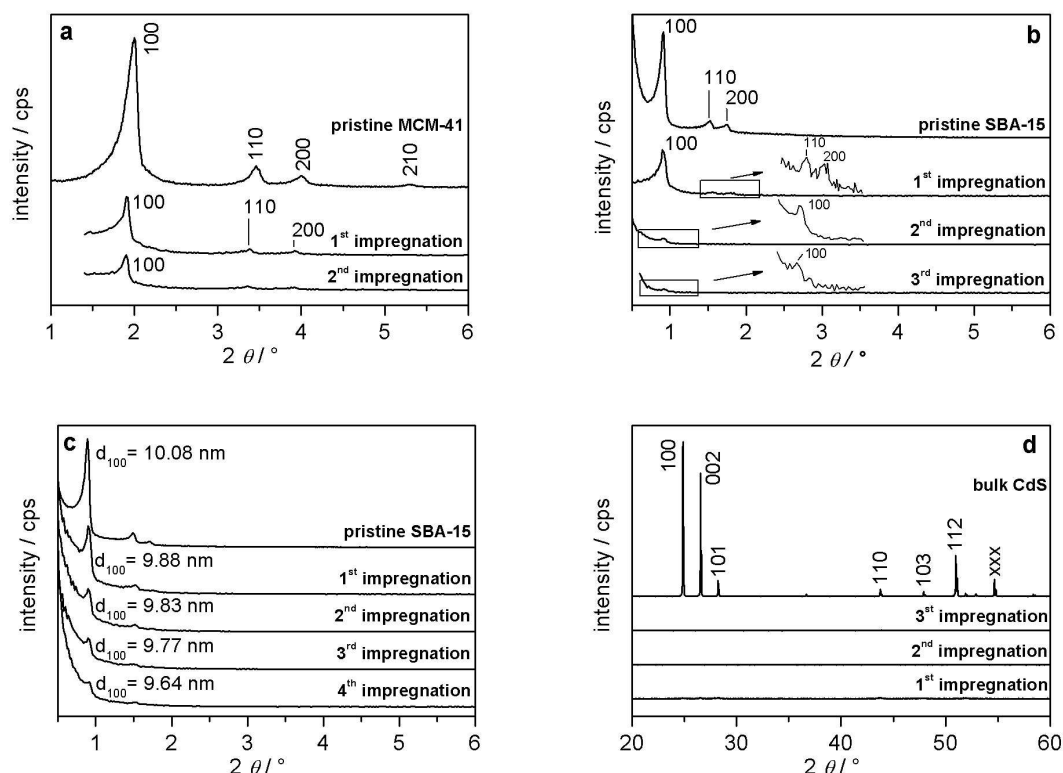 a
100
pristine MCM-41
110
200
210
100
110
200
1st impregnation
100
2nd impregnation
intensity / cps
1 2 3 4 5 6
2 θ / °
b
100
110
200
pristine SBA-15
100
110
200
1st impregnation
100
2nd impregnation
100
3rd impregnation
intensity / cps
1 2 3 4 5 6
2 θ / °
c
d100= 10.08 nm
pristine SBA-15
d100= 9.88 nm
1st impregnation
d100= 9.83 nm
2nd impregnation
d100= 9.77 nm
3rd impregnation
d100= 9.64 nm
4th impregnation
intensity / cps
1 2 3 4 5 6
2 θ / °
d
100
002
101
bulk CdS
110
103
112
xxx
3st impregnation
2nd impregnation
1st impregnation
intensity / cps
20 30 40 50 60
2 θ / °